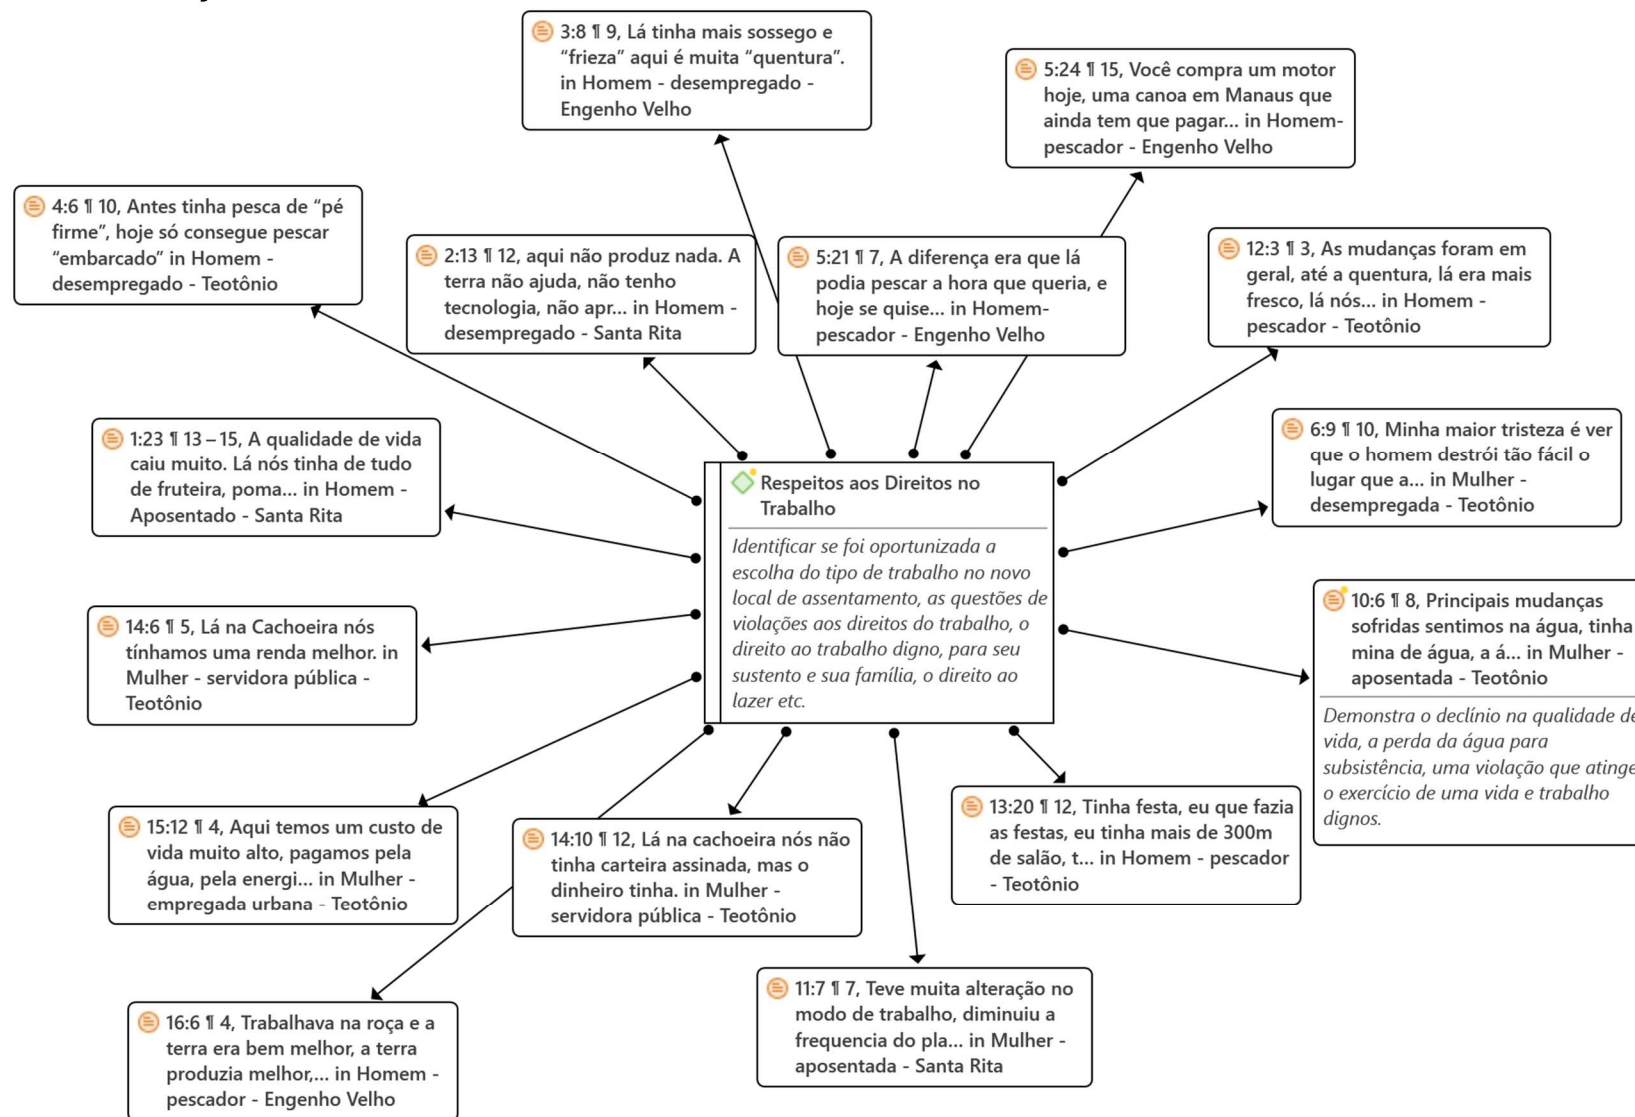 3:8 ¶ 9, Lá tinha mais sossego e
“frieza” aqui é muita “quentura”.
in Homem - desempregado -
Engenho Velho
5:24 ¶ 15, Você compra um motor
hoje, uma canoa em Manaus que
ainda tem que pagar... in Homem-
pescador - Engenho Velho
4:6 ¶ 10, Antes tinha pesca de “pé
firme”, hoje só consegue pescar
“embarcado” in Homem -
desempregado - Teotônio
2:13 ¶ 12, aqui não produz nada. A
terra não ajuda, não tenho
tecnologia, não apr... in Homem -
desempregado - Santa Rita
5:21 ¶ 7, A diferença era que lá
podia pescar a hora que queria, e
hoje se quise... in Homem-
pescador - Engenho Velho
12:3 ¶ 3, As mudanças foram em
geral, até a quentura, lá era mais
fresco, lá nós... in Homem -
pescador - Teotônio
1:23 ¶ 13 – 15, A qualidade de vida
caiu muito. Lá nós tinha de tudo
de fruteira, poma... in Homem -
Aposentado - Santa Rita
Respeitos aos Direitos no
Trabalho
Identificar se foi oportunizada a
escolha do tipo de trabalho no novo
local de assentamento, as questões de
violações aos direitos do trabalho, o
direito ao trabalho digno, para seu
sustento e sua família, o direito ao
lazer etc.
6:9 ¶ 10, Minha maior tristeza é ver
que o homem destrói tão fácil o
lugar que a... in Mulher -
desempregada - Teotônio
14:6 ¶ 5, Lá na Cachoeira nós
tínhamos uma renda melhor. in
Mulher - servidora pública -
Teotônio
10:6 ¶ 8, Principais mudanças
sofridas sentimos na água, tinha
mina de água, a á... in Mulher -
aposentada - Teotônio
Demonstra o declínio na qualidade de
vida, a perda da água para
subsistência, uma violação que atinge
o exercício de uma vida e trabalho
dignos.
15:12 ¶ 4, Aqui temos um custo de
vida muito alto, pagamos pela
água, pela energi... in Mulher -
empregada urbana - Teotônio
14:10 ¶ 12, Lá na cachoeira nós não
tinha carteira assinada, mas o
dinheiro tinha. in Mulher -
servidora pública - Teotônio
13:20 ¶ 12, Tinha festa, eu que fazia
as festas, eu tinha mais de 300m
de salão, t... in Homem - pescador
- Teotônio
16:6 ¶ 4, Trabalhava na roça e a
terra era bem melhor, a terra
produzia melhor,... in Homem -
pescador - Engenho Velho
11:7 ¶ 7, Teve muita alteração no
modo de trabalho, diminuiu a
frequencia do pla... in Mulher -
aposentada - Santa Rita